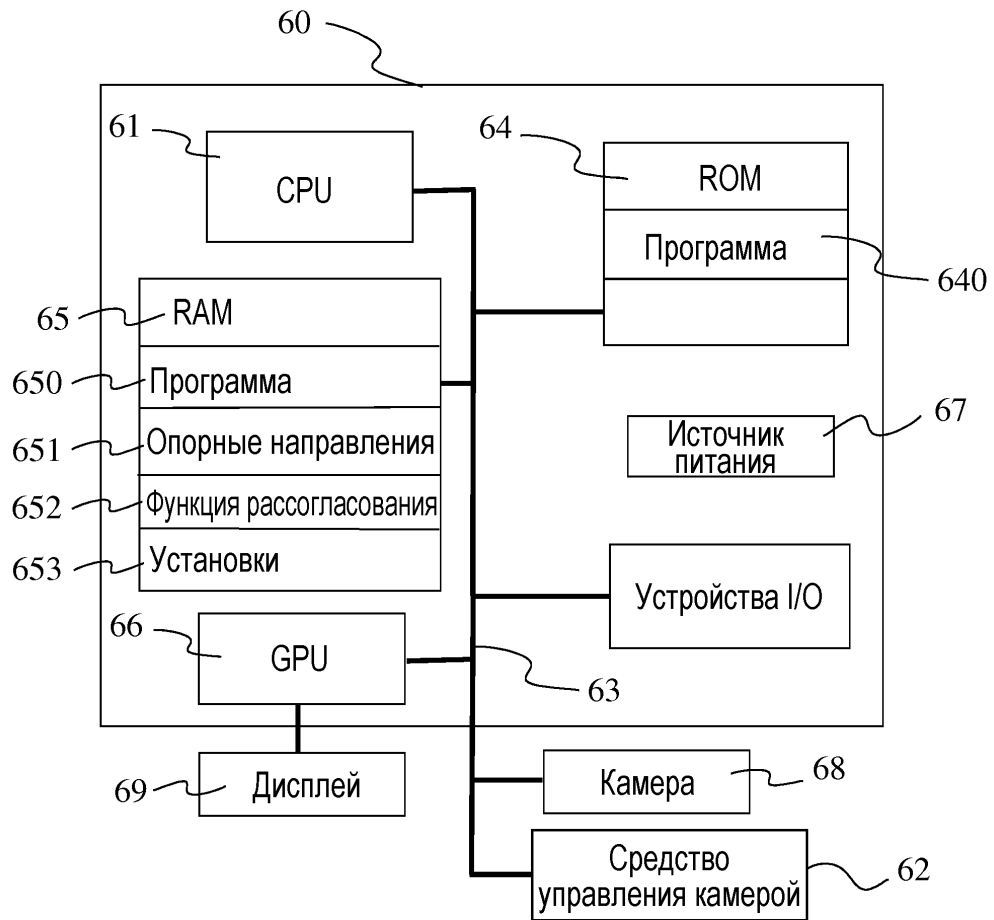 60
61
CPU
64
ROM
Программа
640
65
RAM
650
Программа
651
Опорные направления
652
Функция рассогласования
653
Установки
67
Источник
питания
Устройства I/O
66
GPU
63
69
Дисплей
Камера
68
Средство
управления камерой
62